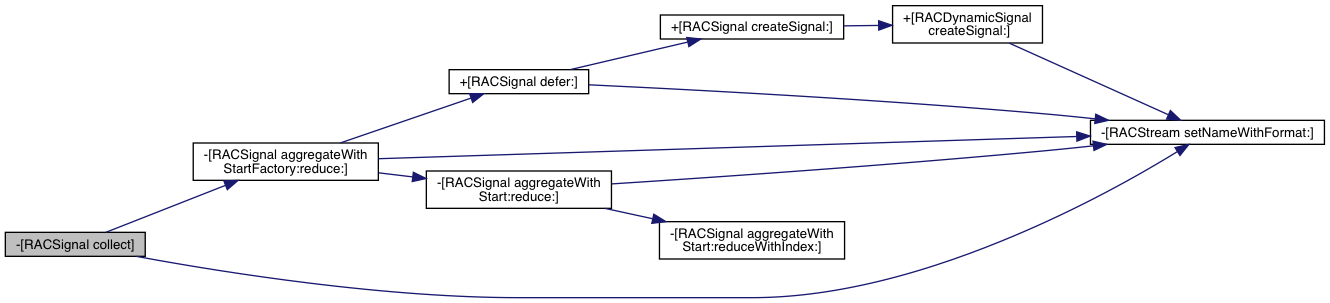 +[RACDynamicSignal
createSignal:]
+[RACSignal createSignal:]
+[RACSignal defer:]
-[RACStream setNameWithFormat:]
-[RACSignal aggregateWith
StartFactory:reduce:]
-[RACSignal aggregateWith
Start:reduce:]
-[RACSignal aggregateWith
Start:reduceWithIndex:]
-[RACSignal collect]